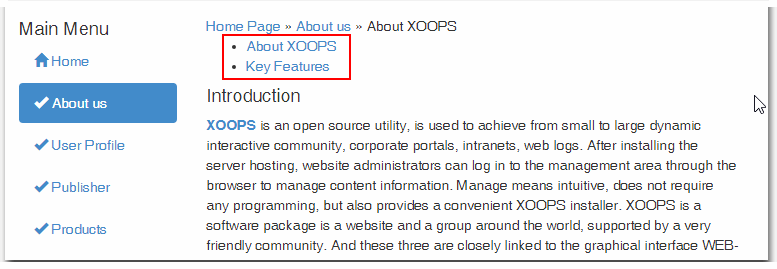 Main Menu
Home
About us
User Profile
Publisher
Products
Home Page » About us » About XOOPS
About XOOPS
Key Features
Introduction
XOOPS is an open source utility, is used to achieve from small to large dynamic
interactive community, corporate portals, intranets, web logs. After installing the
server hosting, website administrators can log in to the management area through the
browser to manage content information. Manage means intuitive, does not require
any programming, but also provides a convenient XOOPS installer. XOOPS is a
software package is a website and a group around the world, supported by a very
friendly community. And these three are closely linked to the graphical interface WEB-